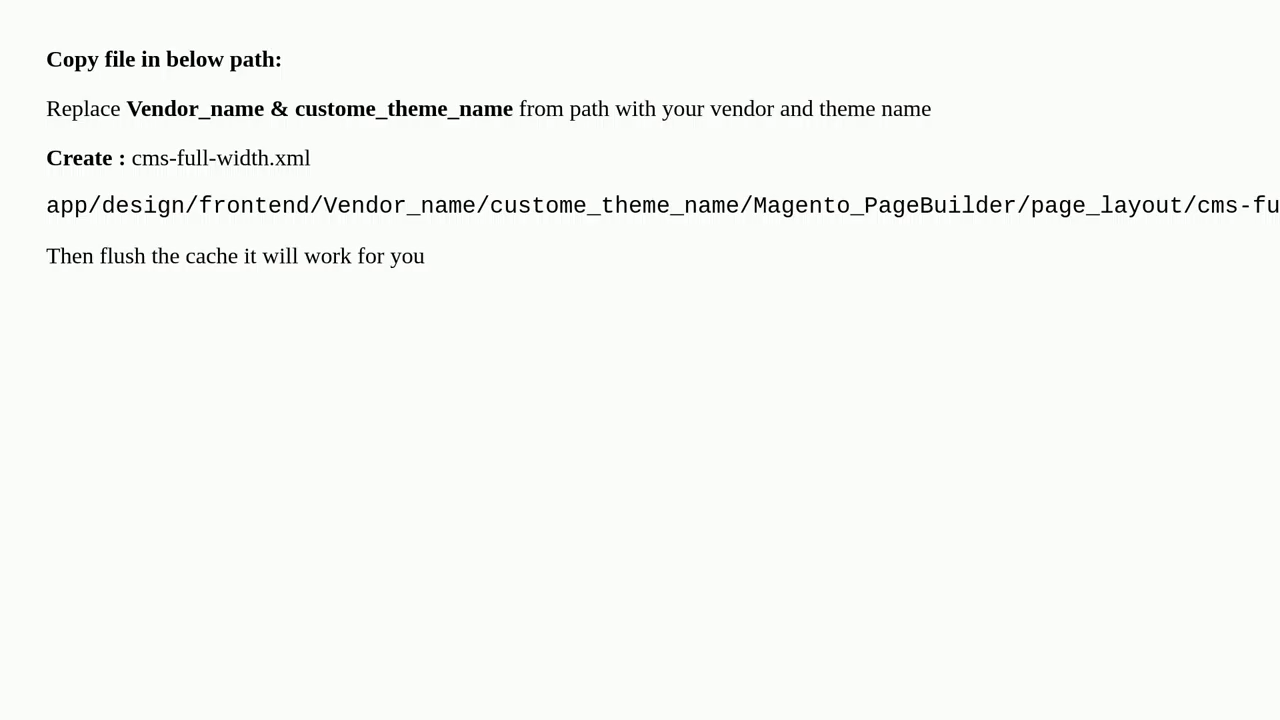 Copy file in below path:
Replace Vendor_name & custome_theme_name from path with your vendor and theme name
Create : cms-full-width.xml
app/design/frontend/Vendor_name/custome_theme_name/Magento_PageBuilder/page_layout/cms-fu
Then flush the cache it will work for you